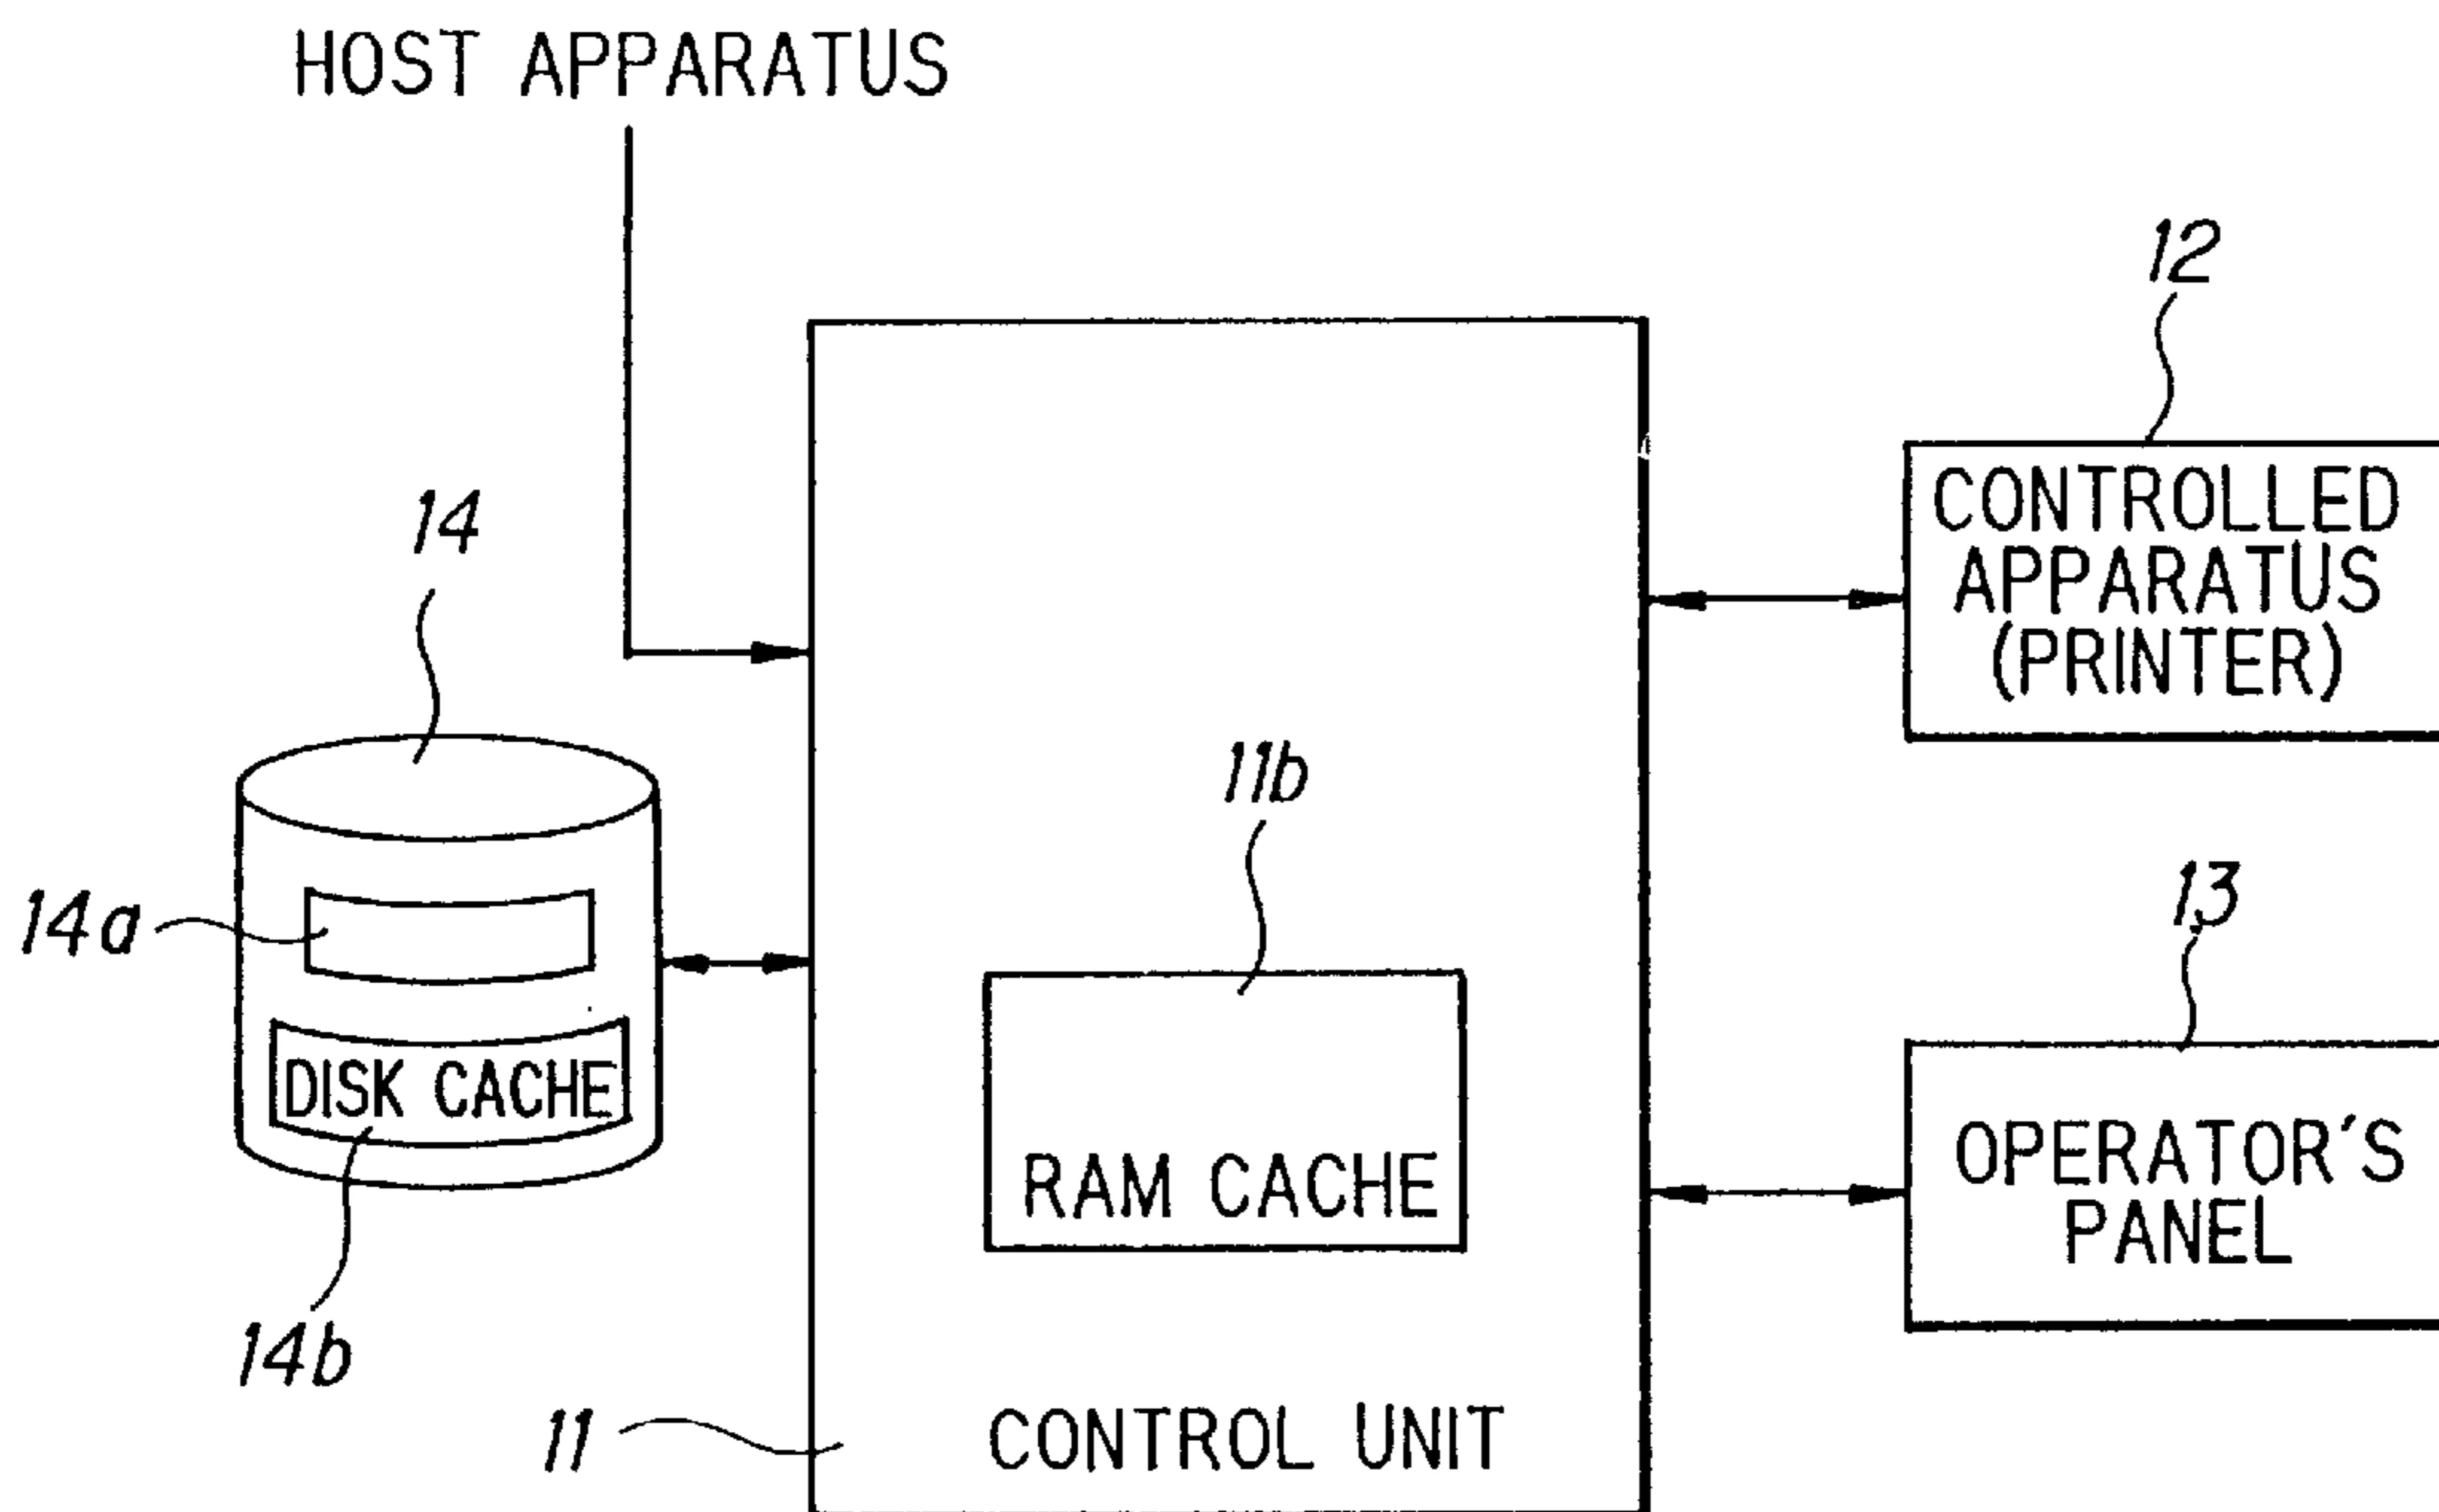 HOST APPARATUS
12
CONTROLLED
APPARATUS
(PRINTER)
14
11b
13
14a
DISK CACHE
RAM CACHE
OPERATOR'S
PANEL
14b
11
CONTROL UNIT